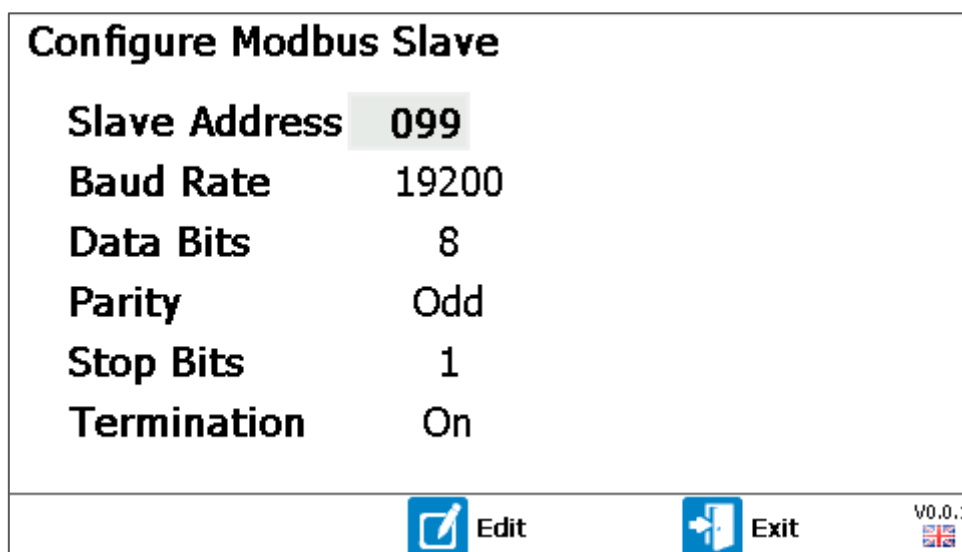 Configure Modbus Slave
Slave Address 099
Baud Rate 19200
Data Bits 8
Parity Odd
Stop Bits 1
Termination On
Edit Exit